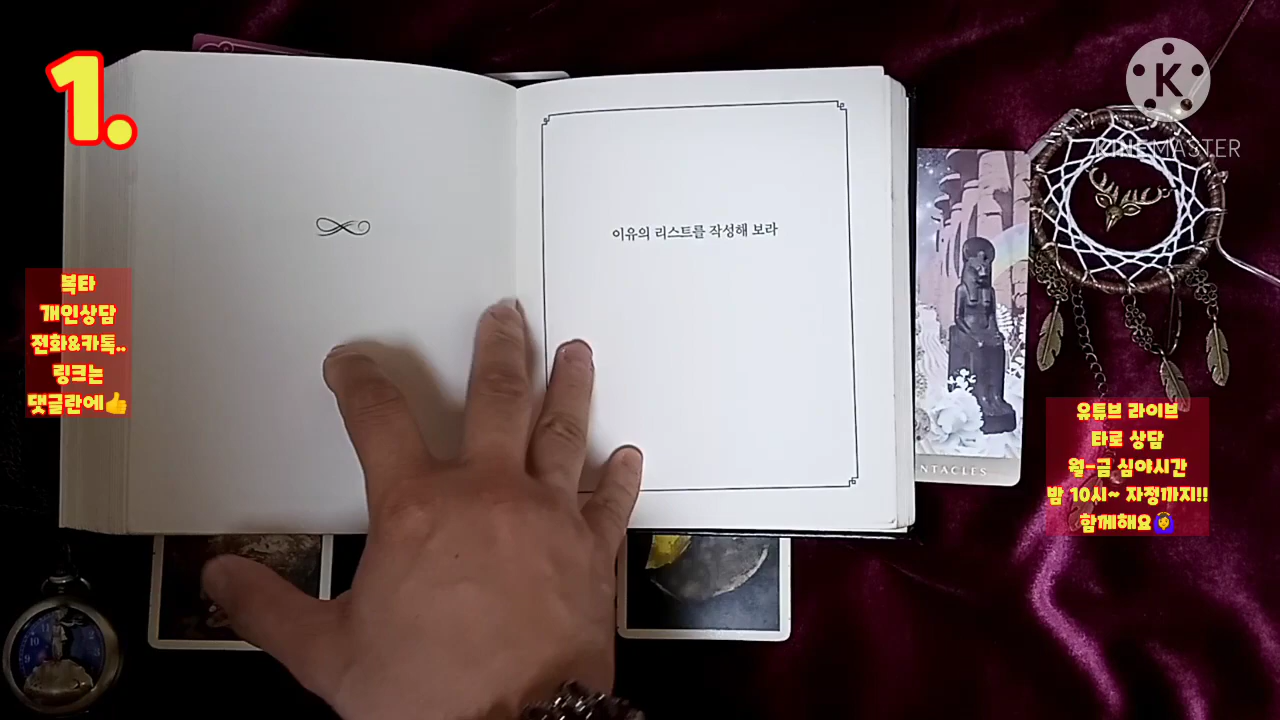 1.
K
KINEMASTER
이유의 리스트를 작성해 보라
복타
개인상담
전화&카톡..
링크는
댓글란에👍
NTACLES
유튜브 라이브
타로 상담
월-금 심야시간
밤 10시~ 자정까지!!
함께해요🙆‍♀️